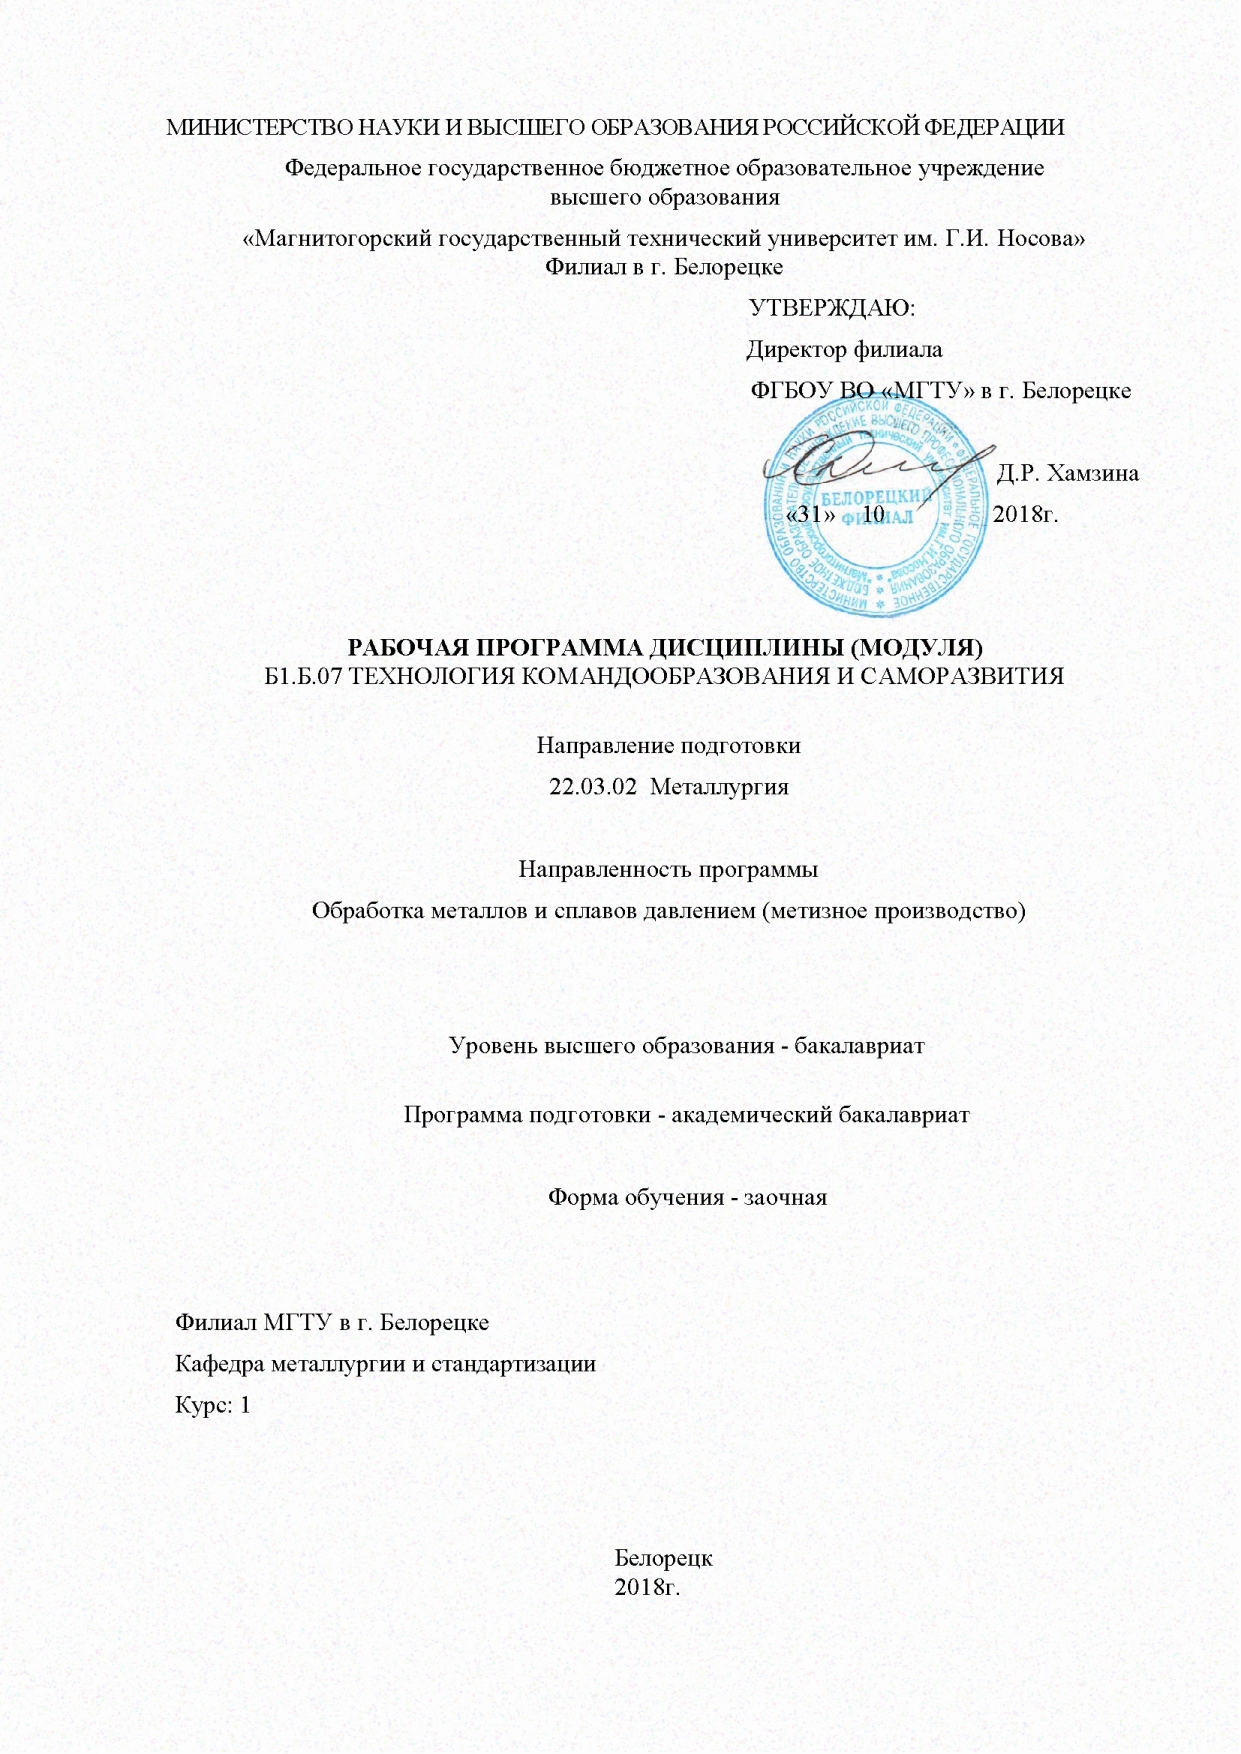 МИНИСТЕРСТВО НАУКИ И ВЫСШЕГО ОБРАЗОВАНИЯ РОССИЙСКОЙ ФЕДЕРАЦИИ
Федеральное государственное бюджетное образовательное учреждение
высшего образования
«Магнитогорский государственный технический университет им. Г.И. Носова»
Филиал в г. Белорецке
УТВЕРЖДАЮ:
Директор филиала
ФГБОУ ВО «МГТУ» в г. Белорецке
Д.Р. Хамзина
БЕЛОРЕЦКИЙ
ФИЛИАЛ
«31» 10 2018г.
РАБОЧАЯ ПРОГРАММА ДИСЦИПЛИНЫ (МОДУЛЯ)
Б1.Б.07 ТЕХНОЛОГИЯ КОМАНДООБРАЗОВАНИЯ И САМОРАЗВИТИЯ
Направление подготовки
22.03.02 Металлургия
Направленность программы
Обработка металлов и сплавов давлением (метизное производство)
Уровень высшего образования - бакалавриат
Программа подготовки - академический бакалавриат
Форма обучения - заочная
Филиал МГТУ в г. Белорецке
Кафедра металлургии и стандартизации
Курс: 1
Белорецк
2018г.